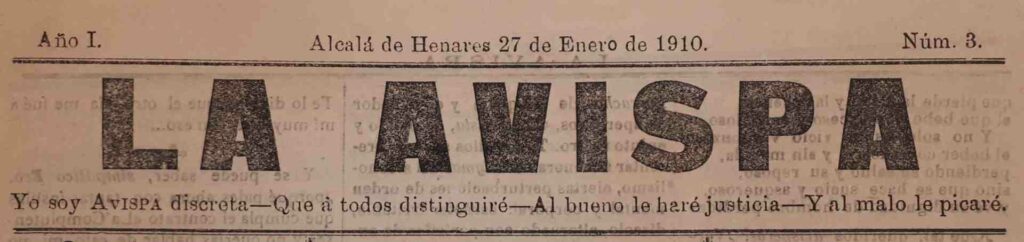 Año I. Alcalá de Henares 27 de Enero de 1910. Núm. 3.
LA AVISPA
Yo soy AVISPA discreta—Que á todos distinguiré—Al bueno le haré justicia—Y al malo le picaré.